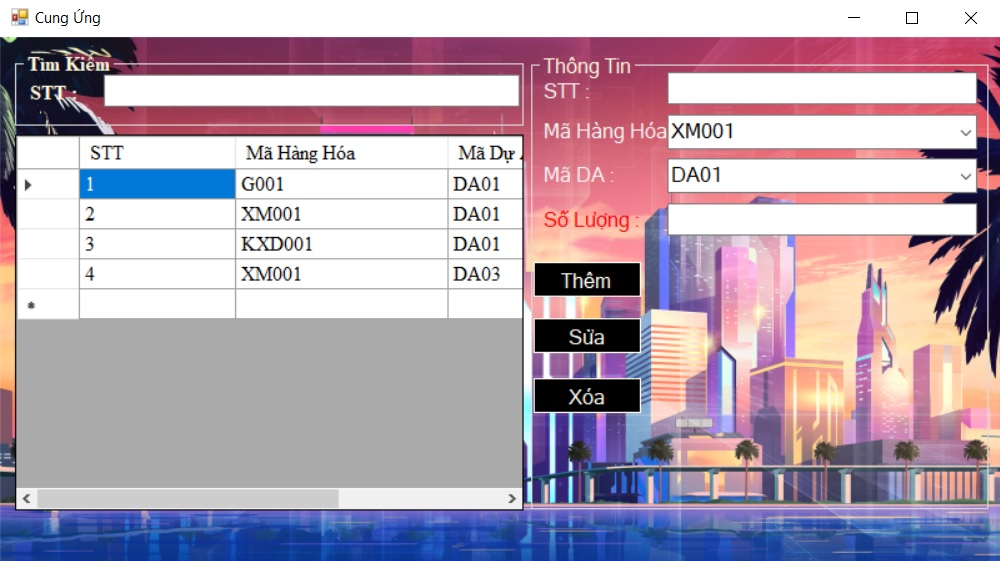 Cung Ứng
Tìm Kiếm
STT :
STT Mã Hàng Hóa Mã Dự
1 G001 DA01
2 XM001 DA01
3 KXD001 DA01
4 XM001 DA03
Thông Tin
STT :
Mã Hàng Hóa XM001
Mã DA : DA01
Số Lượng :
Thêm
Sửa
Xóa